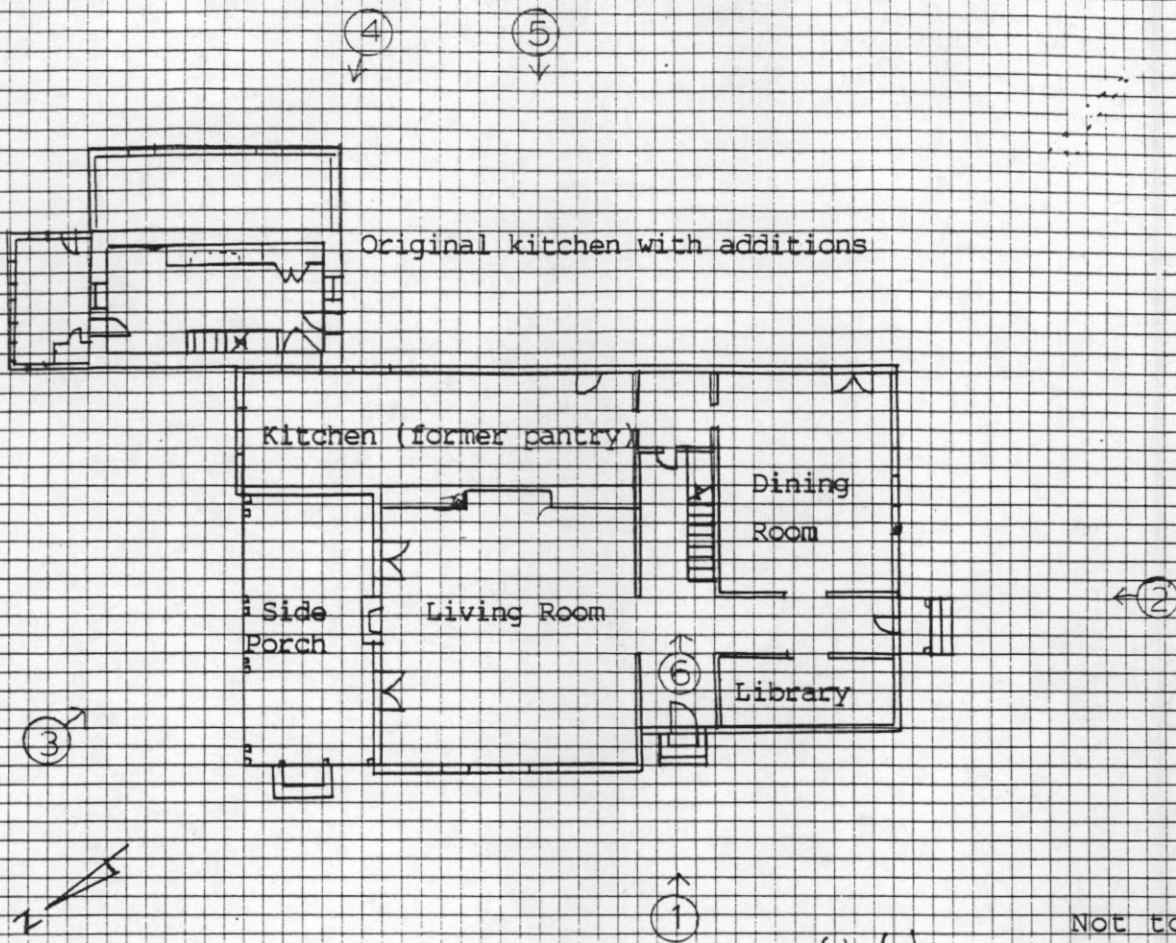 4
5
Original kitchen with additions
Kitchen (former pantry)
Dining
Room
2
Side
Porch
Living Room
6
Library
3
N
1
Not to